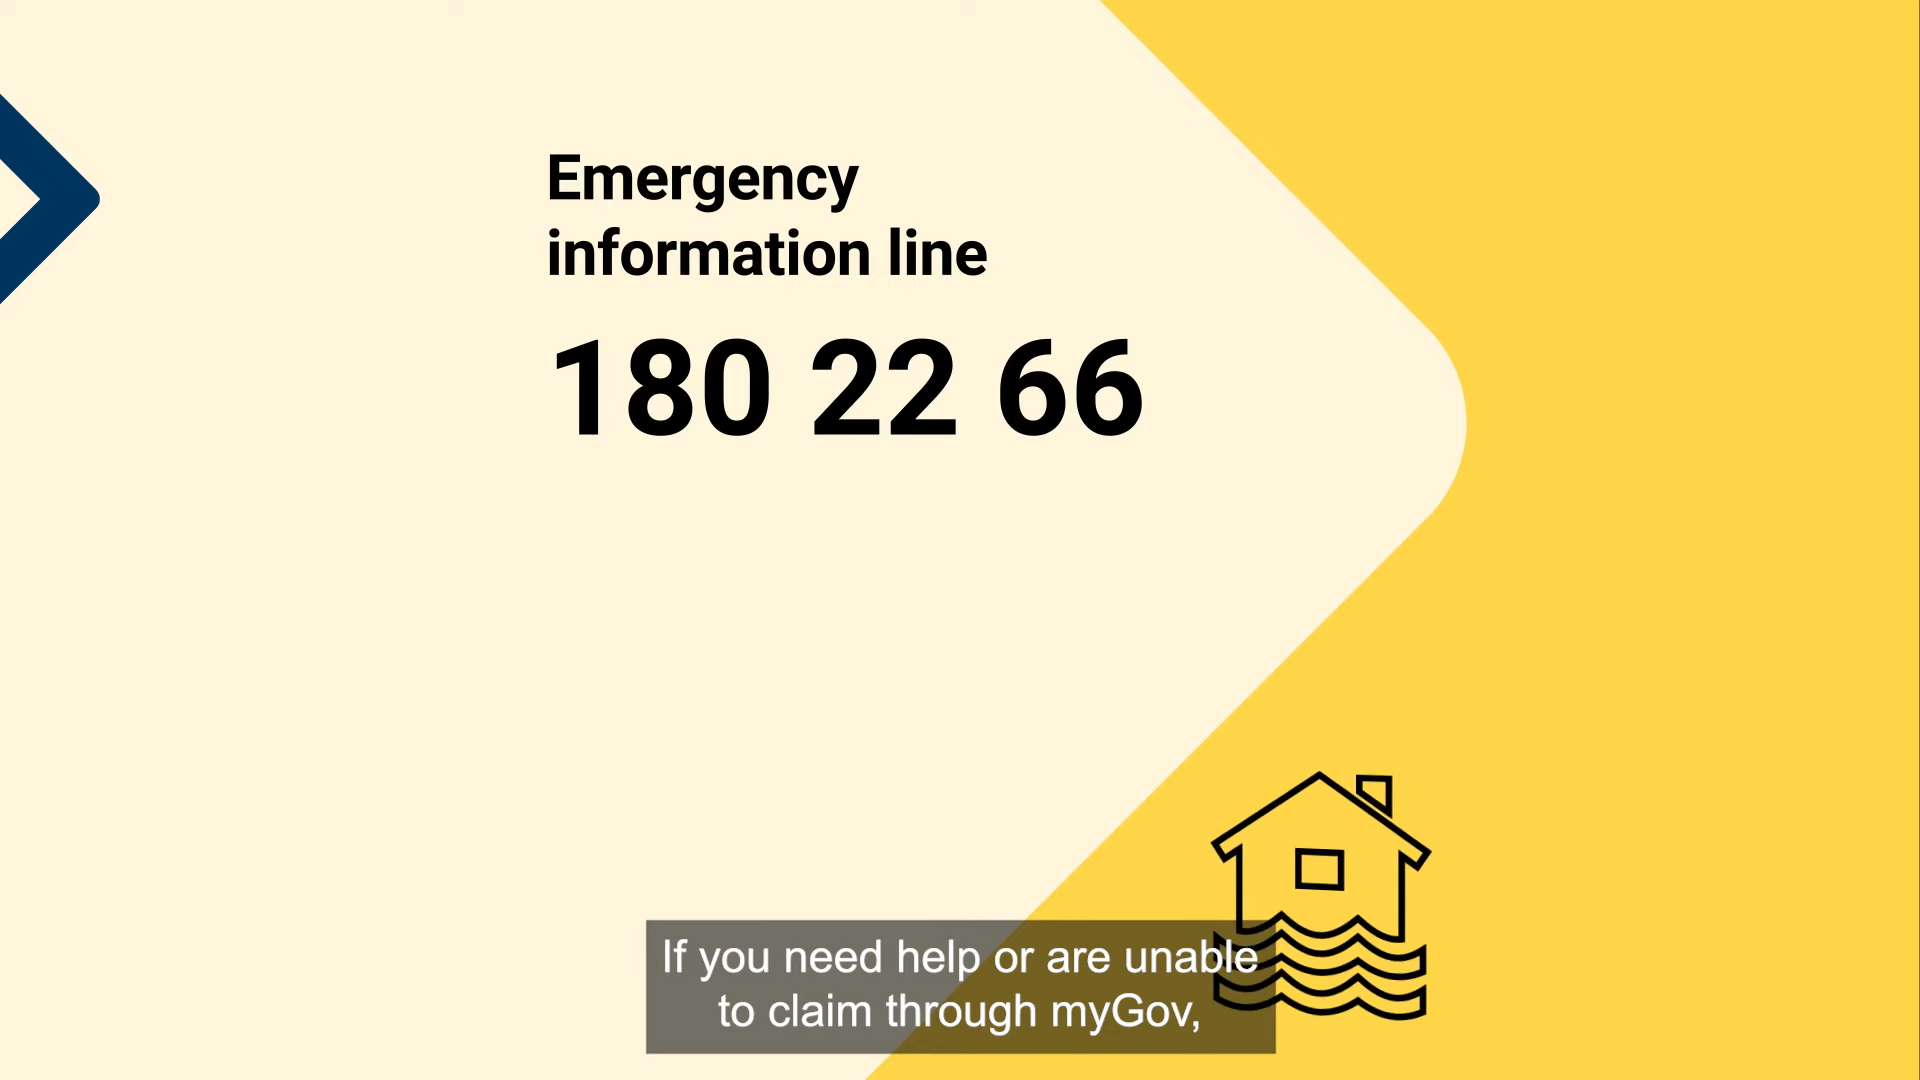 Emergency
information line
180 22 66
If you need help or are unable
to claim through myGov,